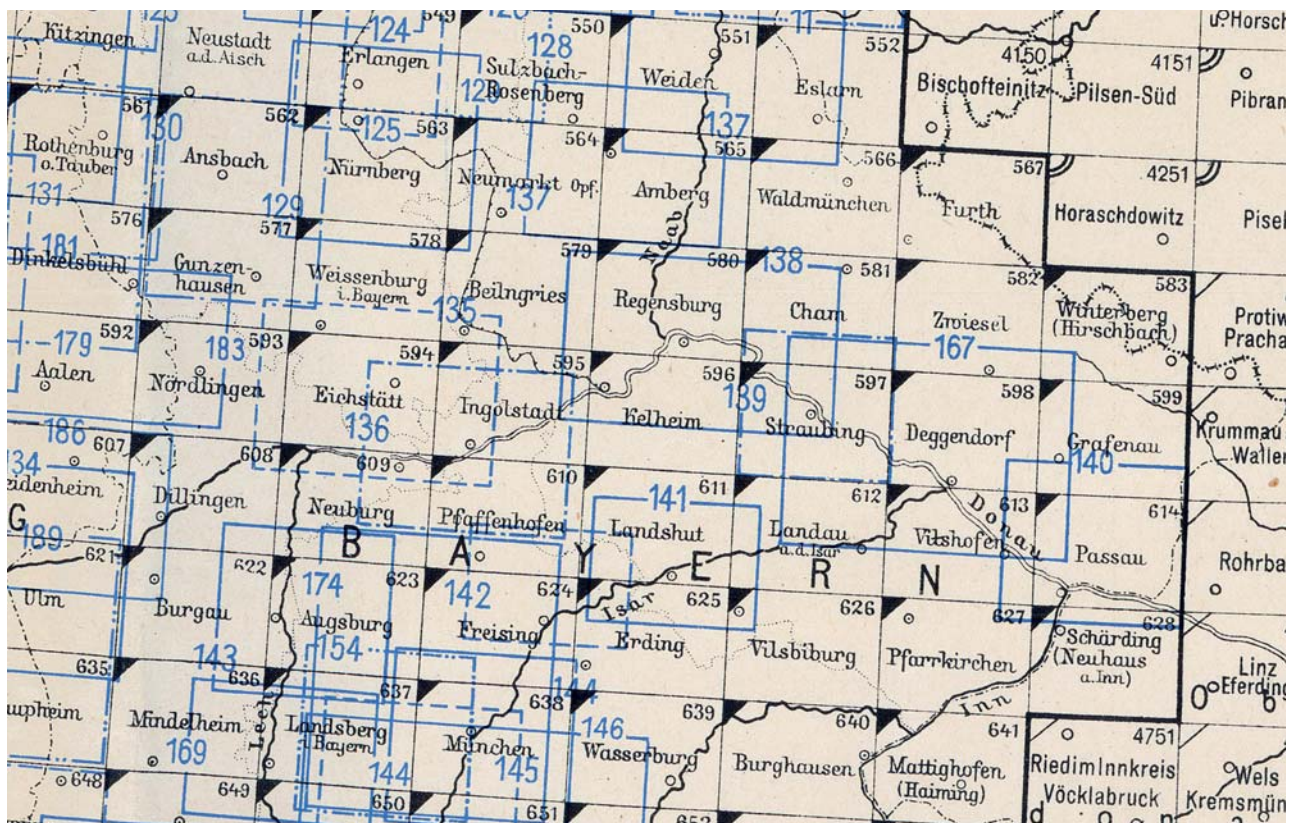 Kitzingen
Neustadt
a.d. Aisch
124
549
Erlangen
128
Sulzbach-
Rosenberg
550
Weiden
551
11
Eslarn
552
Bischofteinitz
4150
Pilsen-Süd
4151
Pibran
561
130
Rothenburg
o. Tauber
131
Ansbach
562
125
Nürnberg
563
Neumarkt Opf.
137
564
Amberg
137
565
Waldmünchen
566
Furth
567
Horaschdowitz
4251
576
181
Dinkelsbühl
Gunzen-
hausen
129
577
Weissenburg
i. Bayern
578
Beilngries
135
579
Regensburg
Naab
580
138
Cham
581
Zwiesel
167
582
Winterberg
(Hirschbach)
583
592
179
Aalen
183
Nördlingen
593
Eichstätt
136
594
Ingolstadt
595
Kelheim
596
139
Straubing
597
Deggendorf
598
Grafenau
140
599
Krummau
186
607
Dillingen
608
Neuburg
609
Pfaffenhofen
610
141
Landshut
611
Landau
a.d. Isar
612
Donau
Vilshofen
613
Passau
614
189
Ulm
621
Burgau
622
174
Augsburg
623
142
Freising
624
Isar
Erding
625
Vilsbiburg
626
Pfarrkirchen
627
Schärding
(Neuhaus
a. Inn)
628
Linz
Eferding
B A Y E R N
635
143
Mindelheim
169
636
Lech
154
Landsberg
i. Bayern
144
637
München
145
638
144
146
Wasserburg
639
Burghausen
640
Inn
Mattighofen
(Haiming)
641
Ried im Innkreis
Vöcklabruck
4751
Wels
648
649
650
651